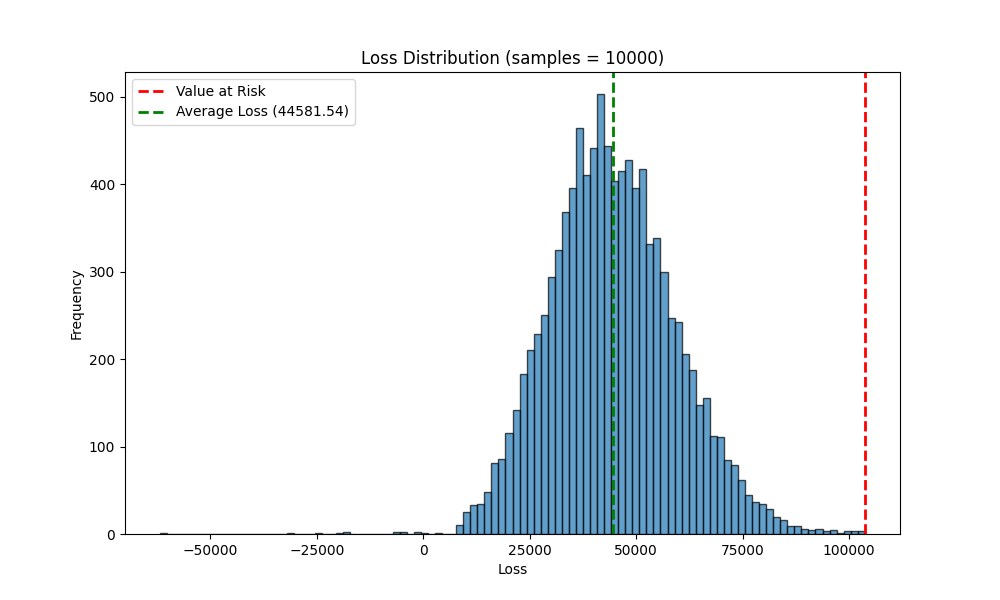 Loss Distribution (samples = 10000)
Value at Risk
Average Loss (44581.54)
500
400
300
200
100
0
Frequency
−50000 −25000 0 25000 50000 75000 100000
Loss